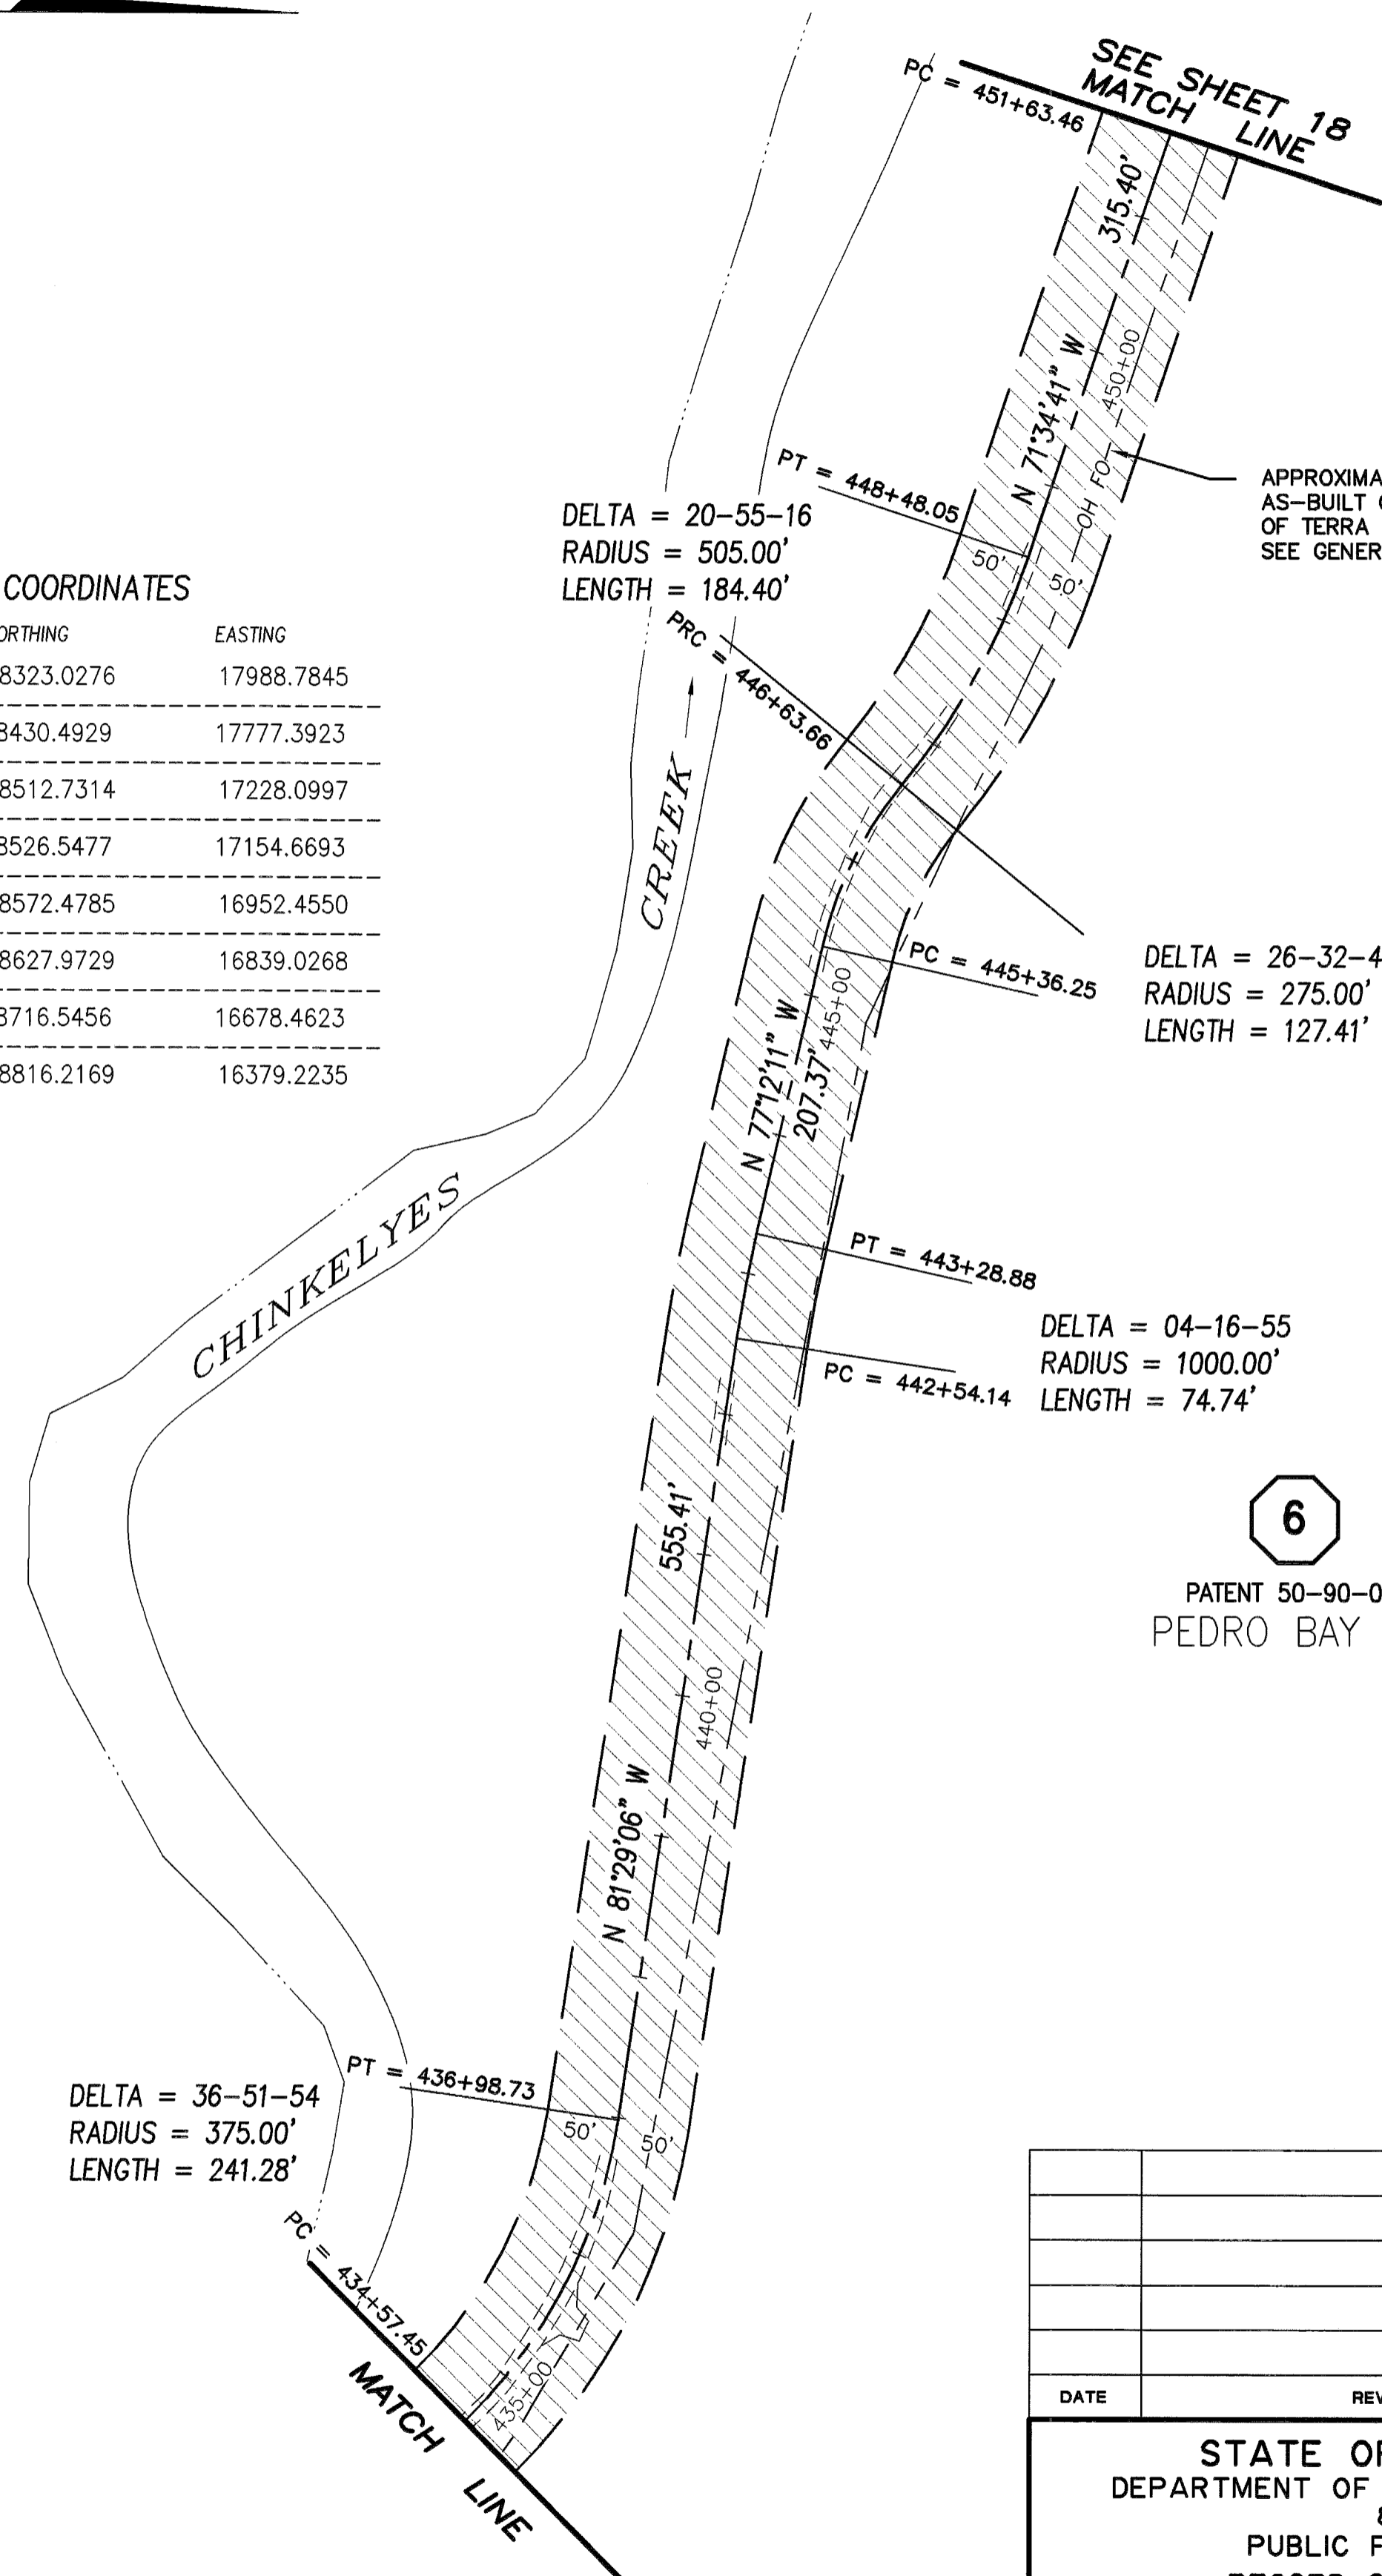 SEE SHEET 18
MATCH LINE
PC = 451+63.46
315.40'
N 71°34'41" W
450+00
OH FO
PT = 448+48.05
50'
50'
DELTA = 20-55-16
RADIUS = 505.00'
LENGTH = 184.40'
AS-BUILT
OF TERRA
COORDINATES
EASTING
8323.0276 17988.7845
8430.4929 17777.3923
8512.7314 17228.0997
8526.5477 17154.6693
8572.4785 16952.4550
8627.9729 16839.0268
8716.5456 16678.4623
8816.2169 16379.2235
PRC = 446+63.66
CREEK
PC = 445+36.25
DELTA = 26-32-4
RADIUS = 275.00'
LENGTH = 127.41'
445+00
N 77°12'11" W
207.37'
CHINKELYES
PT = 443+28.88
DELTA = 04-16-55
RADIUS = 1000.00'
LENGTH = 74.74'
PC = 442+54.14
555.41'
6
PATENT 50-90-0
PEDRO BAY
440+00
N 81°29'06" W
PT = 436+98.73
50'
50'
DELTA = 36-51-54
RADIUS = 375.00'
LENGTH = 241.28'
PC = 434+57.45
435+00
MATCH LINE
DATE REV
STATE OF
DEPARTMENT OF
PUBLIC F